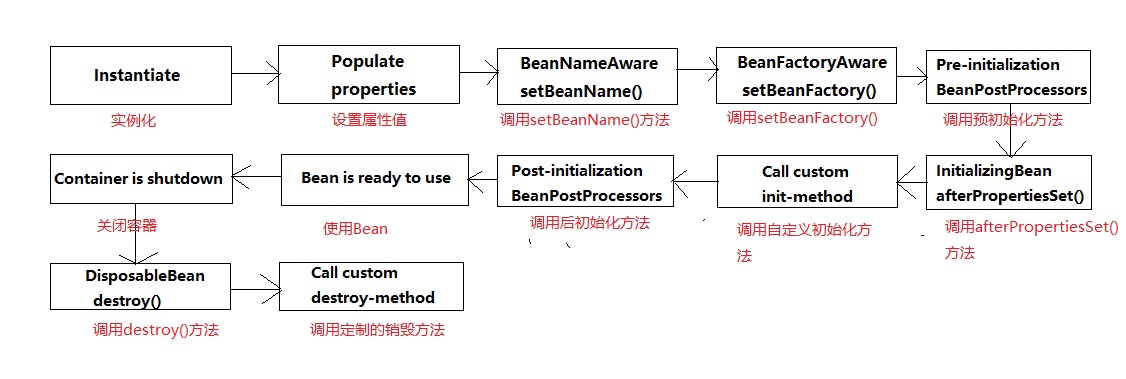 Instantiate
Populate
properties
BeanNameAware
setBeanName()
BeanFactoryAware
setBeanFactory()
Pre-initialization
BeanPostProcessors
实例化
设置属性值
调用setBeanName()方法
调用setBeanFactory()
调用预初始化方法
Container is shutdown
Bean is ready to use
Post-initialization
BeanPostProcessors
Call custom
init-method
InitializingBean
afterPropertiesSet()
关闭容器
使用Bean
调用后初始化方法
调用自定义初始化方
法
调用afterPropertiesSet()
方法
DisposableBean
destroy()
Call custom
destroy-method
调用destroy()方法
调用定制的销毁方法